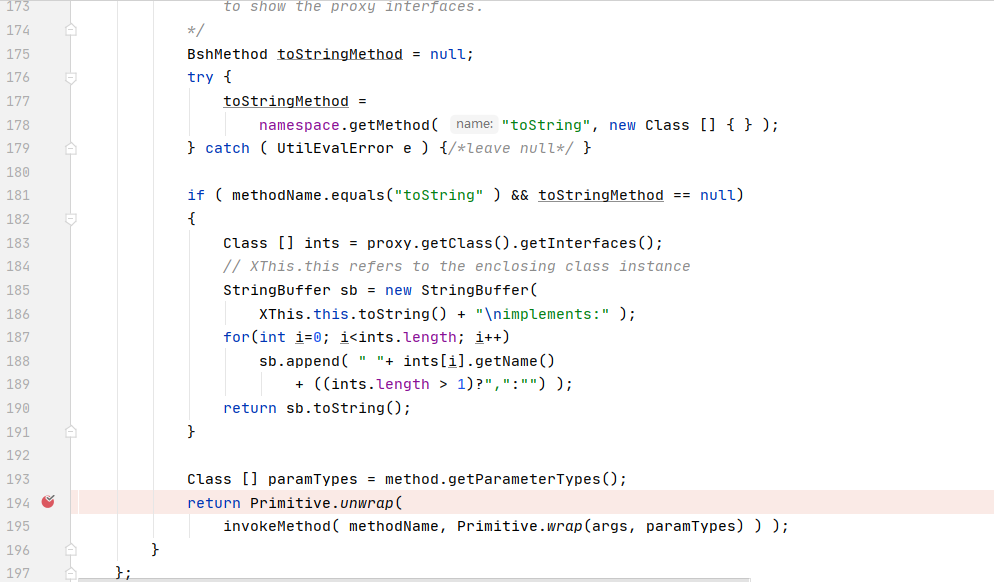 173 to show the proxy interfaces.
174 */
175 BshMethod toStringMethod = null;
176 try {
177 toStringMethod =
178 namespace.getMethod( name: "toString", new Class [] { } );
179 } catch ( UtilEvalError e ) {/*leave null*/ }
180
181 if ( methodName.equals("toString" ) && toStringMethod == null)
182 {
183 Class [] ints = proxy.getClass().getInterfaces();
184 // XThis.this refers to the enclosing class instance
185 StringBuffer sb = new StringBuffer(
186 XThis.this.toString() + "\nimplements:" );
187 for(int i=0; i<ints.length; i++)
188 sb.append( " "+ ints[i].getName()
189 + ((ints.length > 1)?",":"") );
190 return sb.toString();
191 }
192
193 Class [] paramTypes = method.getParameterTypes();
194 return Primitive.unwrap(
195 invokeMethod( methodName, Primitive.wrap(args, paramTypes) ) );
196 }
197 };